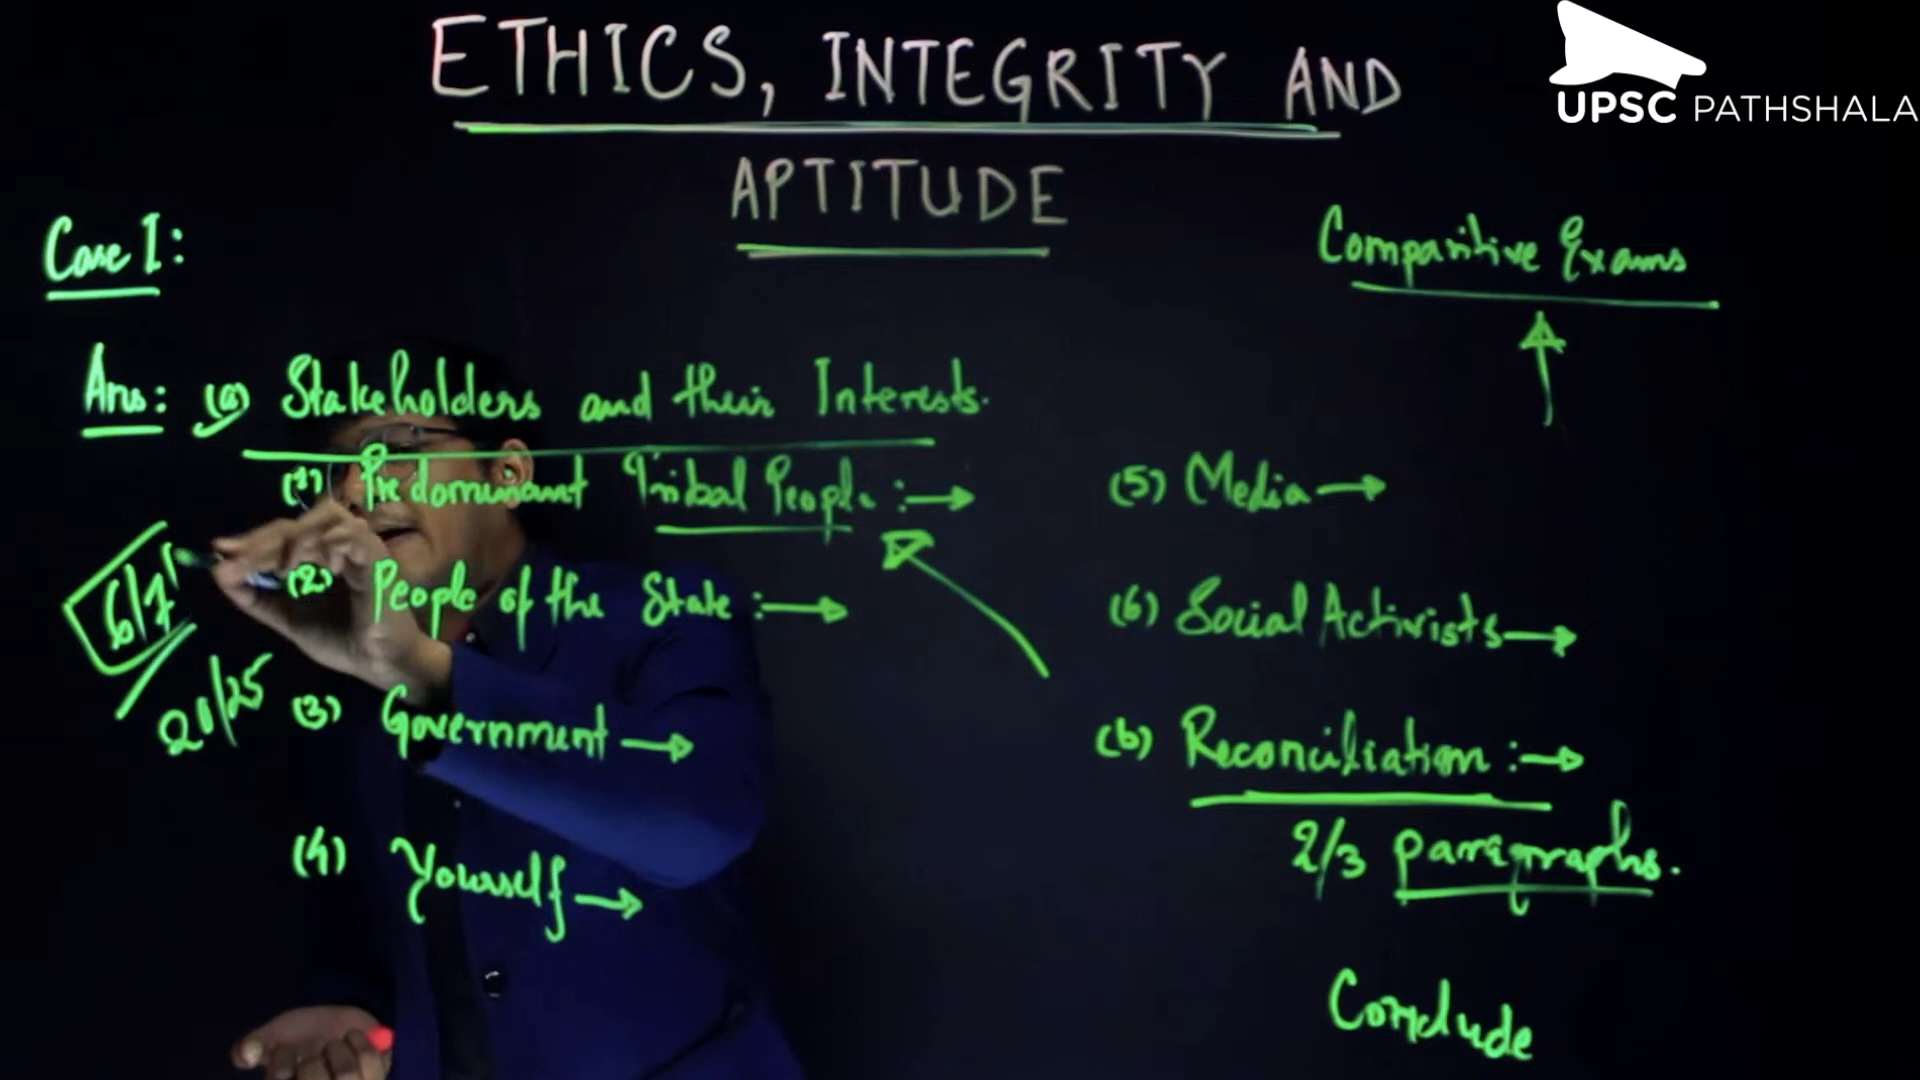 ETHICS, INTEGRITY AND
APTITUDE
UPSC PATHSHALA
Case I:
Comparitive Exams
Ans: (a) Stakeholders and their Interests.
(1) Predominant Tribal People :→
(2) People of the State :→
6/7
20/25
(3) Government →
(4) Yourself →
(5) Media →
(6) Social Activists →
(b) Reconciliation :→
2/3 paragraphs.
Conclude